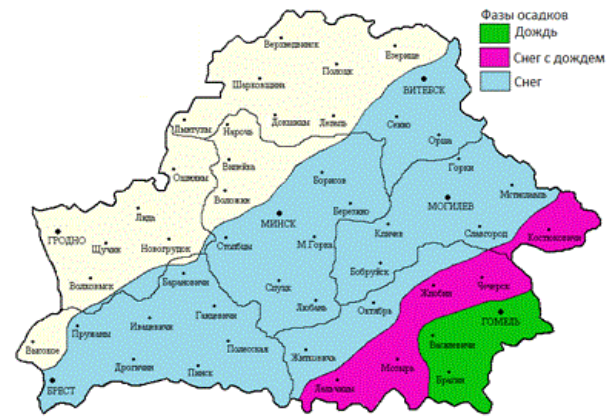 Фазы осадков
Дождь
Снег с дождем
Снег
Верхнедвинск
Езерище
Полоцк
Шарковщина
ВИТЕБСК
Докшицы
Лепель
Сенно
Лынтупы
Нарочь
Орша
Вилейка
Горки
Ошмяны
Борисов
Мстиславль
Воложин
Лида
МИНСК
Березино
МОГИЛЕВ
ГРОДНО
Щучин
Новогрудок
Столбцы
М.Горка
Кличев
Славгород
Костюковичи
Волковыск
Барановичи
Слуцк
Бобруйск
Жлобин
Чечерск
Ганцевичи
Любань
Октябрь
ГОМЕЛЬ
Пружаны
Ивацевичи
Высокое
Полесская
Житковичи
Василевичи
Дрогичин
Пинск
Мозырь
БРЕСТ
Лельчицы
Брагин